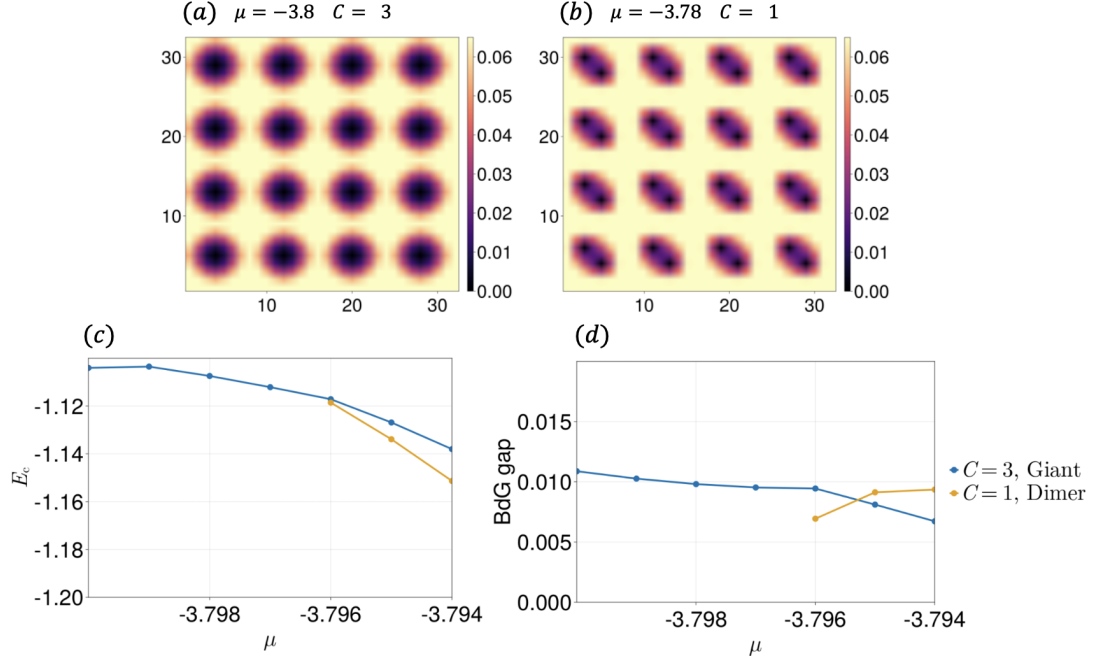 (a) μ = −3.8 C = 3
(b) μ = −3.78 C = 1
30
20
10
10 20 30
0.06
0.05
0.04
0.03
0.02
0.01
0.00
30
20
10
10 20 30
0.06
0.05
0.04
0.03
0.02
0.01
0.00
(c)
-1.12
-1.14
-1.16
-1.18
-1.20
E_c
-3.798 -3.796 -3.794
μ
(d)
0.015
0.010
0.005
0.000
BdG gap
-3.798 -3.796 -3.794
μ
C = 3, Giant
C = 1, Dimer